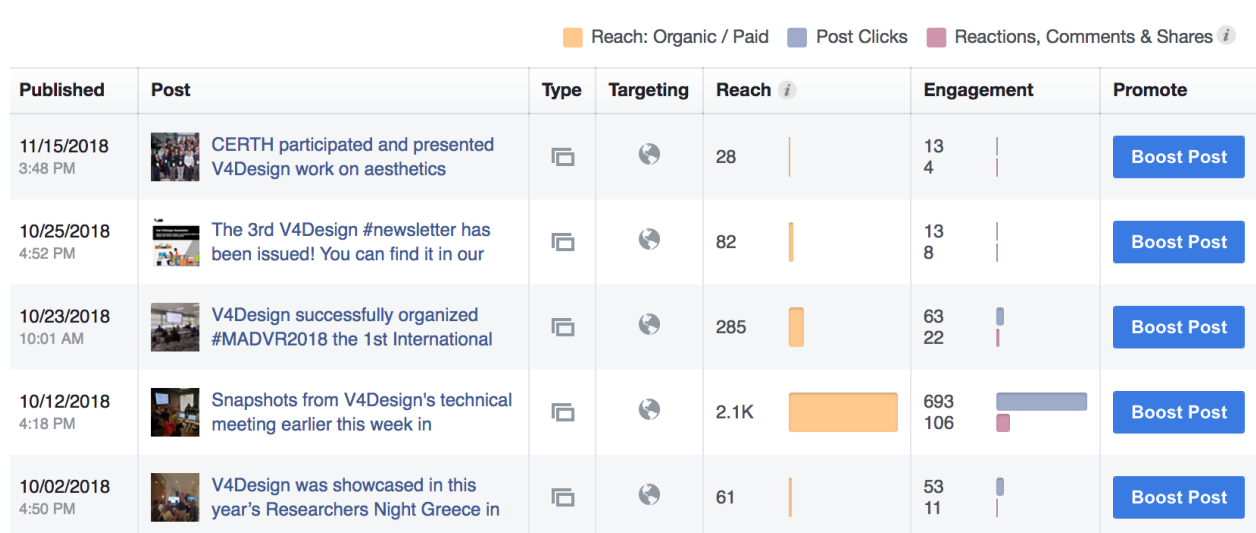 Reach: Organic / Paid Post Clicks Reactions, Comments & Shares i
Published Post Type Targeting Reach i Engagement Promote
11/15/2018 CERTH participated and presented 13
3:48 PM V4Design work on aesthetics 28 4 Boost Post
10/25/2018 The 3rd V4Design #newsletter has 13
4:52 PM been issued! You can find it in our 82 8 Boost Post
10/23/2018 V4Design successfully organized 63
10:01 AM #MADVR2018 the 1st International 285 22 Boost Post
10/12/2018 Snapshots from V4Design's technical 693
4:18 PM meeting earlier this week in 2.1K 106 Boost Post
10/02/2018 V4Design was showcased in this 53
4:50 PM year’s Researchers Night Greece in 61 11 Boost Post